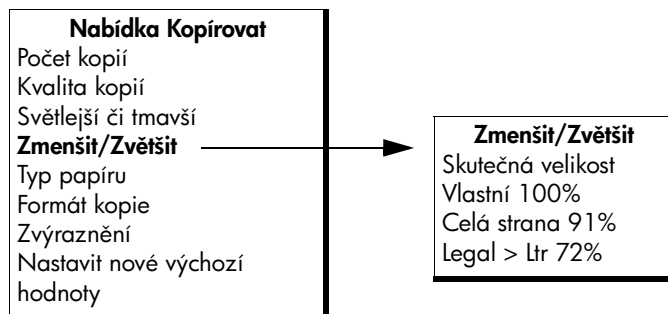 Nabídka Kopírovat
Počet kopií
Kvalita kopií
Světlejší či tmavší
Zmenšit/Zvětšit
Typ papíru
Formát kopie
Zvýraznění
Nastavit nové výchozí
hodnoty
Zmenšit/Zvětšit
Skutečná velikost
Vlastní 100%
Celá strana 91%
Legal > Ltr 72%